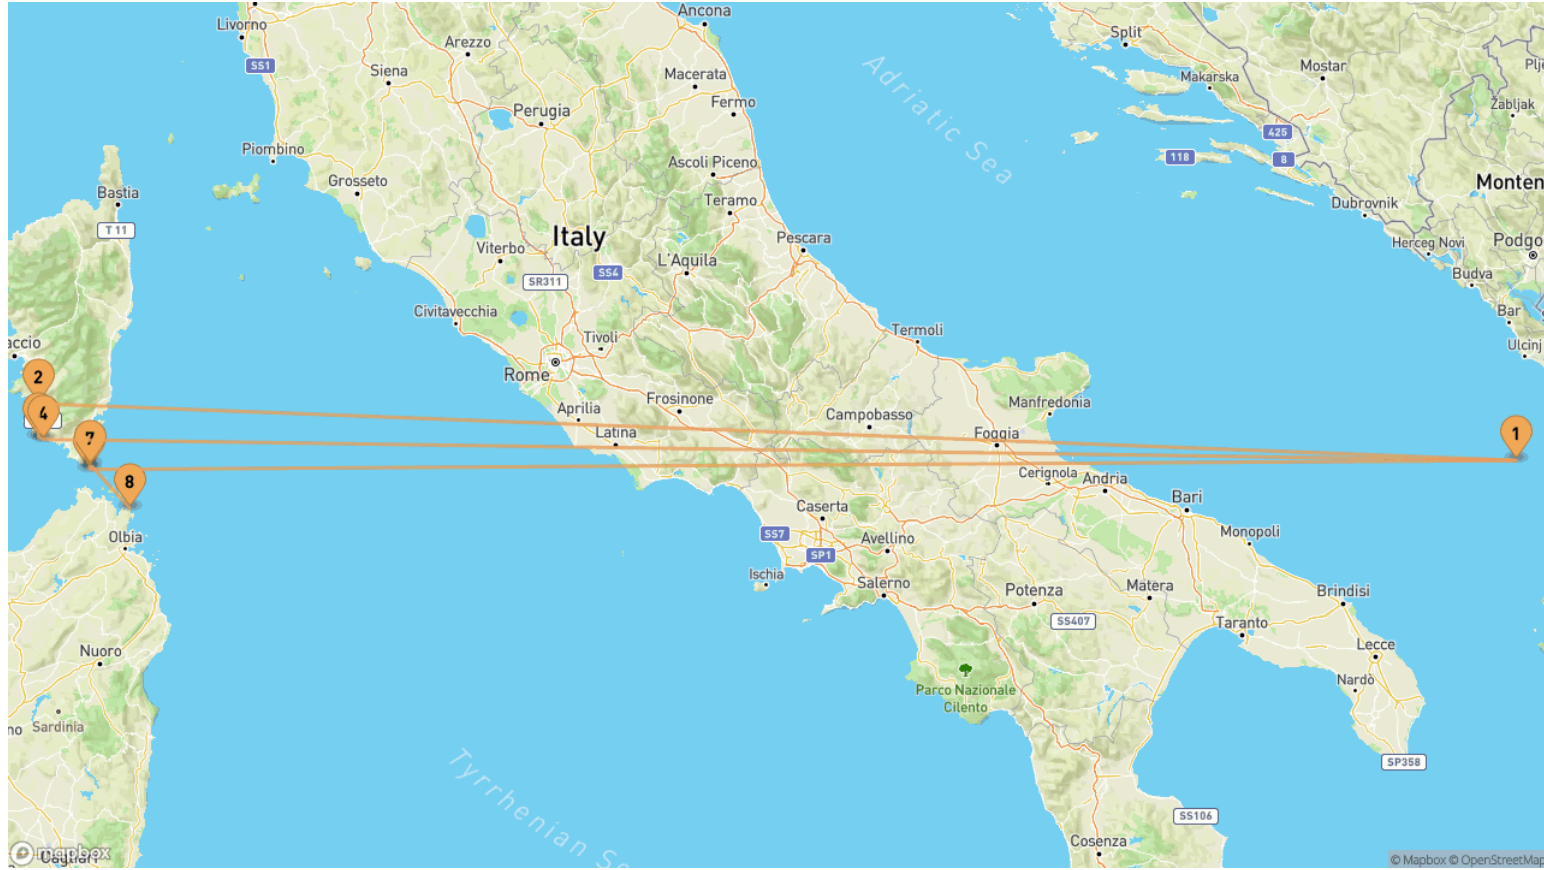 Ancona
Livorno
Split
Arezzo
SS1
Siena
Macerata
Mostar
Makarska
Adriatic Sea
Fermo
Perugia
Žabljak
425
Piombino
118
8
Ascoli Piceno
Grosseto
Monten
Bastia
Teramo
Dubrovnik
T 11
Italy
Pescara
Herceg Novi
Podgo
Viterbo
L'Aquila
SS4
Budva
SR311
Civitavecchia
Bar
Termoli
Tivoli
accio
Ulcinj
Rome
2
Frosinone
Manfredonia
Aprilia
Campobasso
4
Latina
Foggia
1
7
Cerignola
Andria
8
Bari
Caserta
Olbia
SS7
Avellino
Monopoli
SP1
Ischia
Salerno
Potenza
Matera
Brindisi
SS407
Taranto
Lecce
Nuoro
Parco Nazionale
Cilento
Nardò
Sardinia
no
SP358
Tyrrhenian Se
SS106
Cosenza
mapbox
Cagliari
© Mapbox © OpenStreetMap